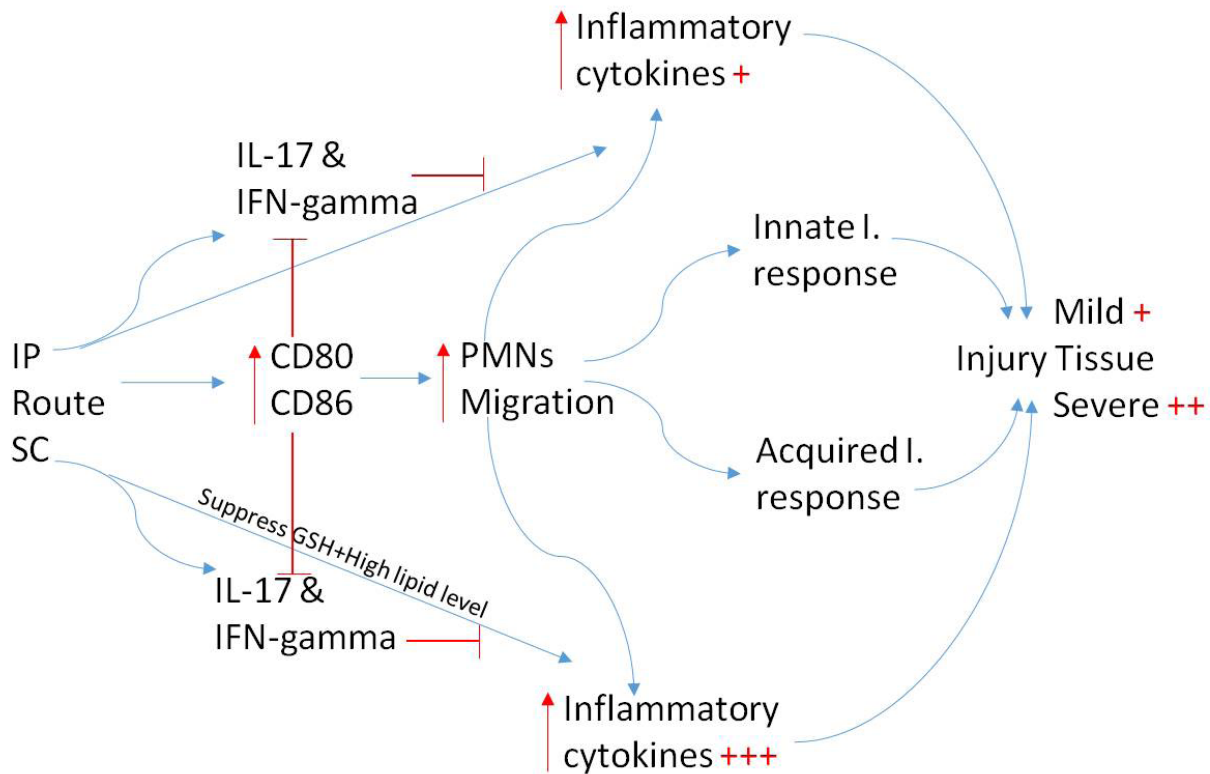 Inflammatory
cytokines +
IL-17 &
IFN-gamma
Innate I.
response
IP
Route
SC
CD80
CD86
PMNs
Migration
Mild +
Injury Tissue
Severe ++
Acquired I.
response
Suppress GSH+High lipid level
IL-17 &
IFN-gamma
Inflammatory
cytokines +++